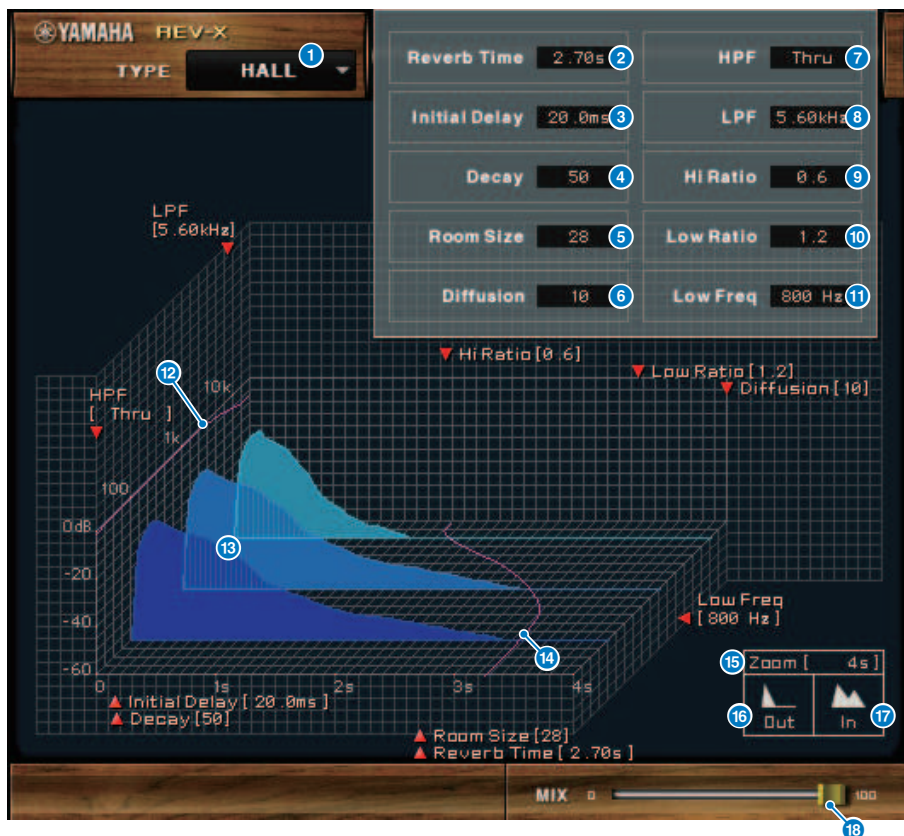 YAMAHA REV-X
TYPE HALL 1
Reverb Time 2.70s 2
HPF Thru 7
Initial Delay 20.0ms 3
LPF 5.60kHz 8
Decay 50 4
Hi Ratio 0.6 9
Room Size 28 5
Low Ratio 1.2 10
Diffusion 10 6
Low Freq 800 Hz 11
LPF
[5.60kHz]
Hi Ratio[0.6]
Low Ratio[1.2]
Diffusion[10]
12
HPF
[ Thru ]
10k
1k
100
0dB
-20
-40
-60
13
14
0 1s 2s 3s 4s
Low Freq
[800 Hz]
Initial Delay[20.0ms]
Decay[50]
Room Size[28]
Reverb Time[2.70s]
15 Zoom[ 4s]
16 Out In 17
MIX 0 100
18